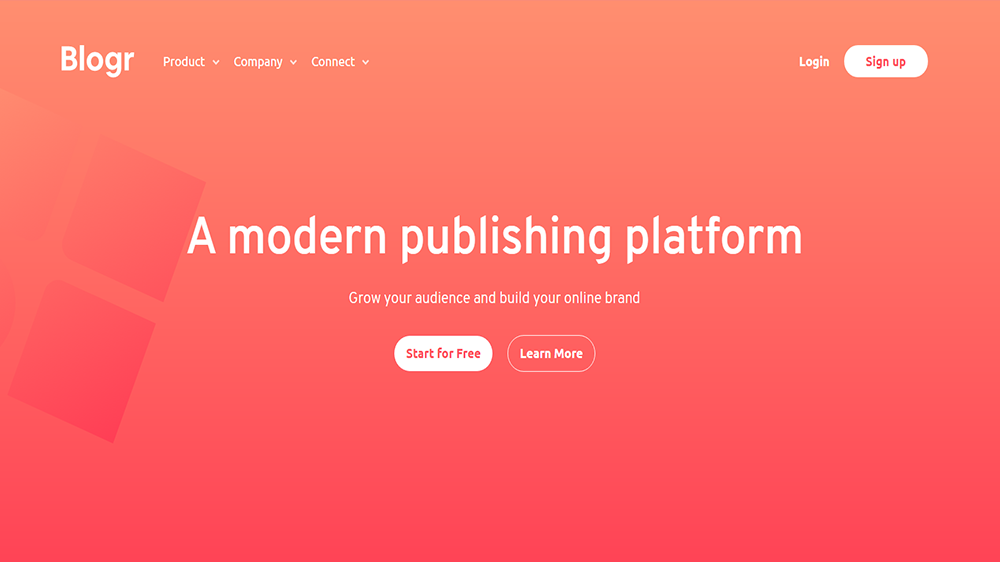 Blogr Product Company Connect Login Sign up
A modern publishing platform
Grow your audience and build your online brand
Start for Free Learn More